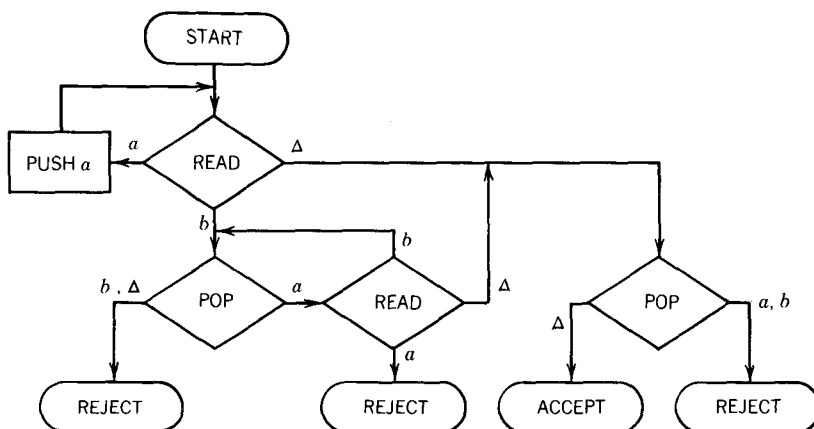 START
a
PUSH a
READ
Δ
b
b
b , Δ
POP
a
READ
Δ
Δ
POP
a, b
a
REJECT
REJECT
ACCEPT
REJECT